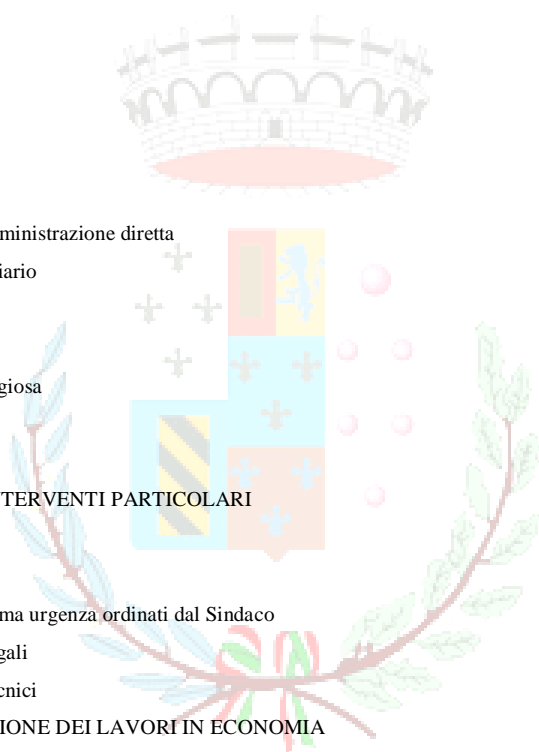 ministrazione diretta
iario
giosa
TERVENTI PARTICOLARI
ma urgenza ordinati dal Sindaco
gali
cnici
IONE DEI LAVORI IN ECONOMIA